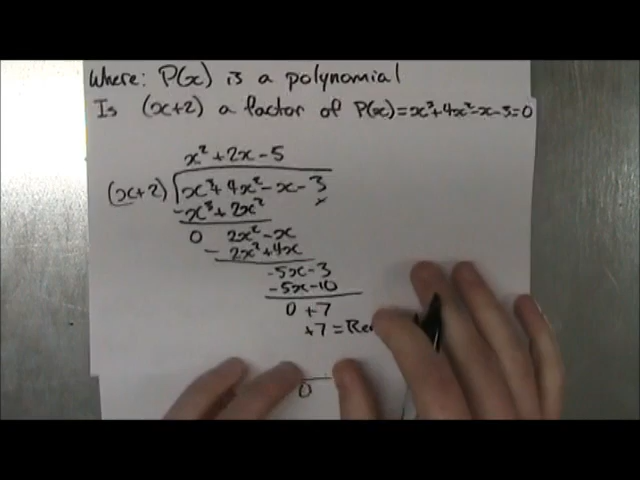 Where: P(x) is a polynomial
Is (x+2) a factor of P(x)=x³+4x²-x-3=0
x²+2x-5
(x+2) x³+4x²-x-3
-x³+2x²
0 2x²-x
- 2x²+4x
-5x-3
-5x-10
0 +7
+7 =
0